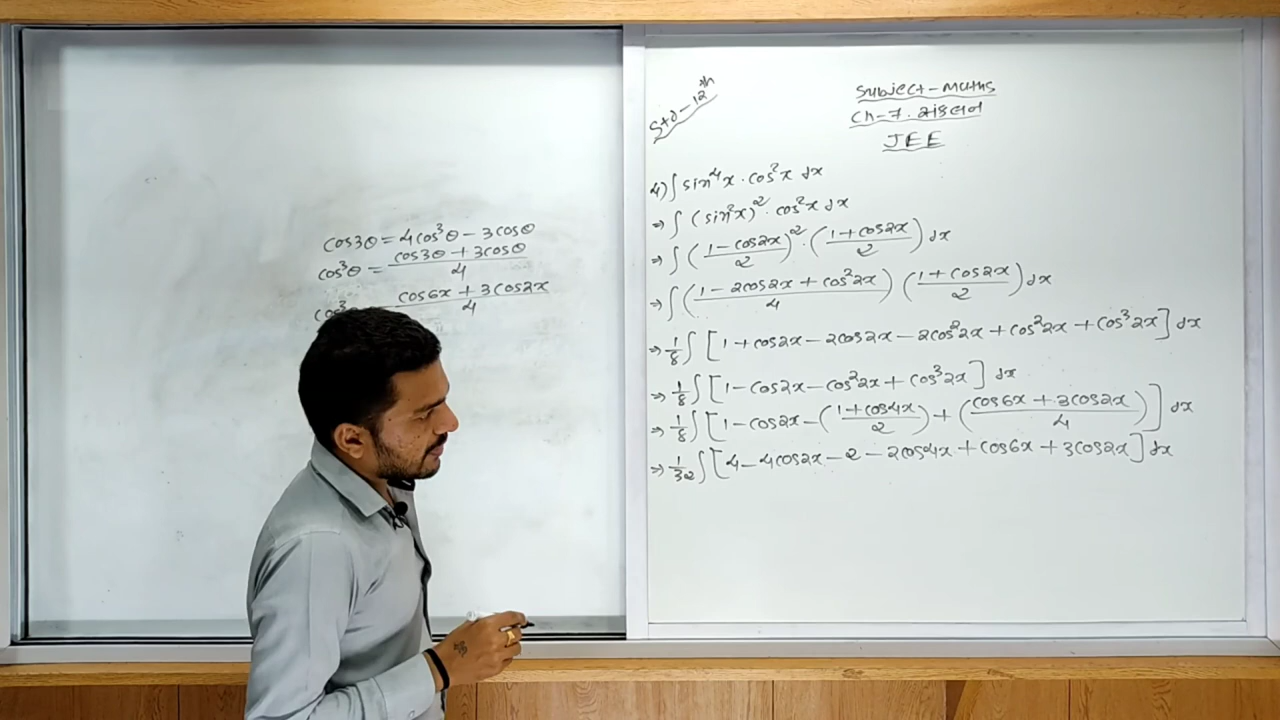 cos3θ = 4cos³θ − 3cosθ
cos³θ = (cos3θ + 3cosθ)/4
cos³ = (cos6x + 3cos2x)/4
Std - 12th
Subject - Maths
Ch-7. સંકલન
JEE
4) ∫ sin⁴x · cos²x dx
⇒ ∫ (sin²x)² · cos²x dx
⇒ ∫ ((1 − cos2x)/2)² · ((1 + cos2x)/2) dx
⇒ ∫ ((1 − 2cos2x + cos²2x)/4) ((1 + cos2x)/2) dx
⇒ 1/8 ∫ [1 + cos2x − 2cos2x − 2cos²2x + cos²2x + cos³2x] dx
⇒ 1/8 ∫ [1 − cos2x − cos²2x + cos³2x] dx
⇒ 1/8 ∫ [1 − cos2x − ((1 + cos4x)/2) + ((cos6x + 3cos2x)/4)] dx
⇒ 1/32 ∫ [4 − 4cos2x − 2 − 2cos4x + cos6x + 3cos2x] dx